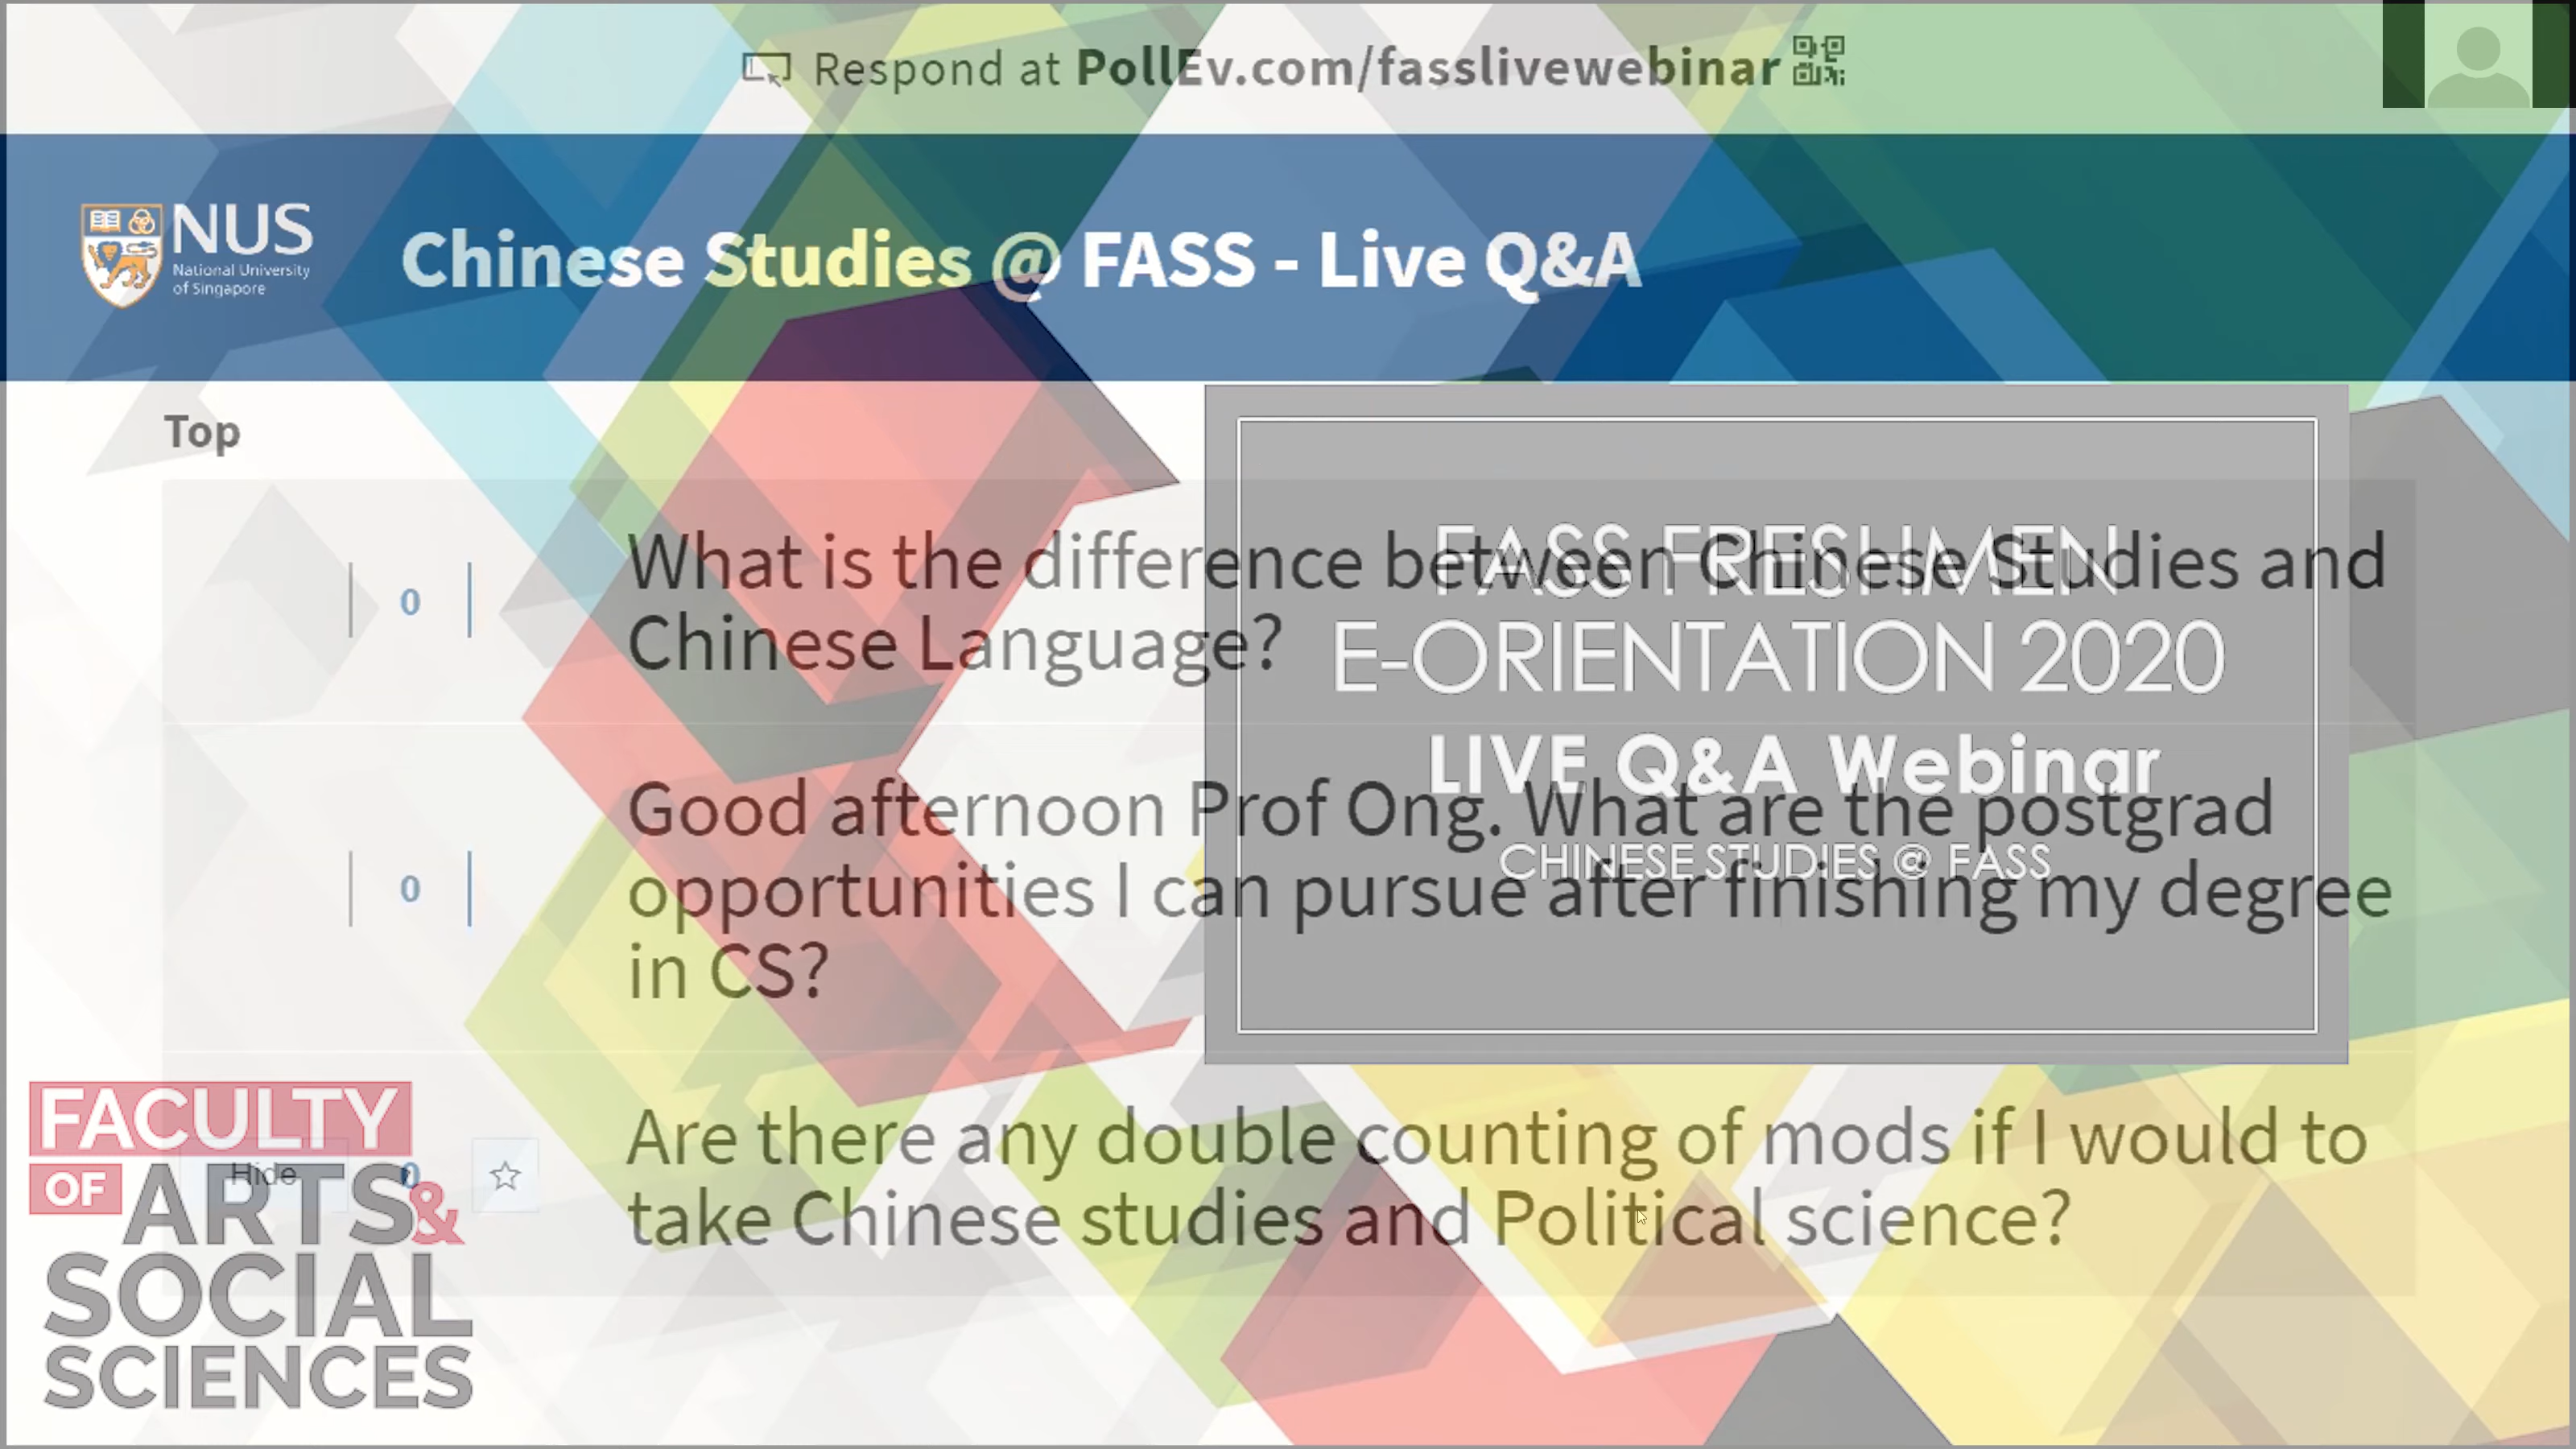 Respond at PollEv.com/fasslivewebinar
NUS
National University
of Singapore
Chinese Studies @ FASS - Live Q&A
Top
0
What is the difference between Chinese Studies and
Chinese Language?
FASS FRESHMEN
E-ORIENTATION 2020
LIVE Q&A Webinar
CHINESE STUDIES @ FASS
0
Good afternoon Prof Ong. What are the postgrad
opportunities I can pursue after finishing my degree
in CS?
Hide
0
Are there any double counting of mods if I would to
take Chinese studies and Political science?
FACULTY
OF ARTS&
SOCIAL
SCIENCES